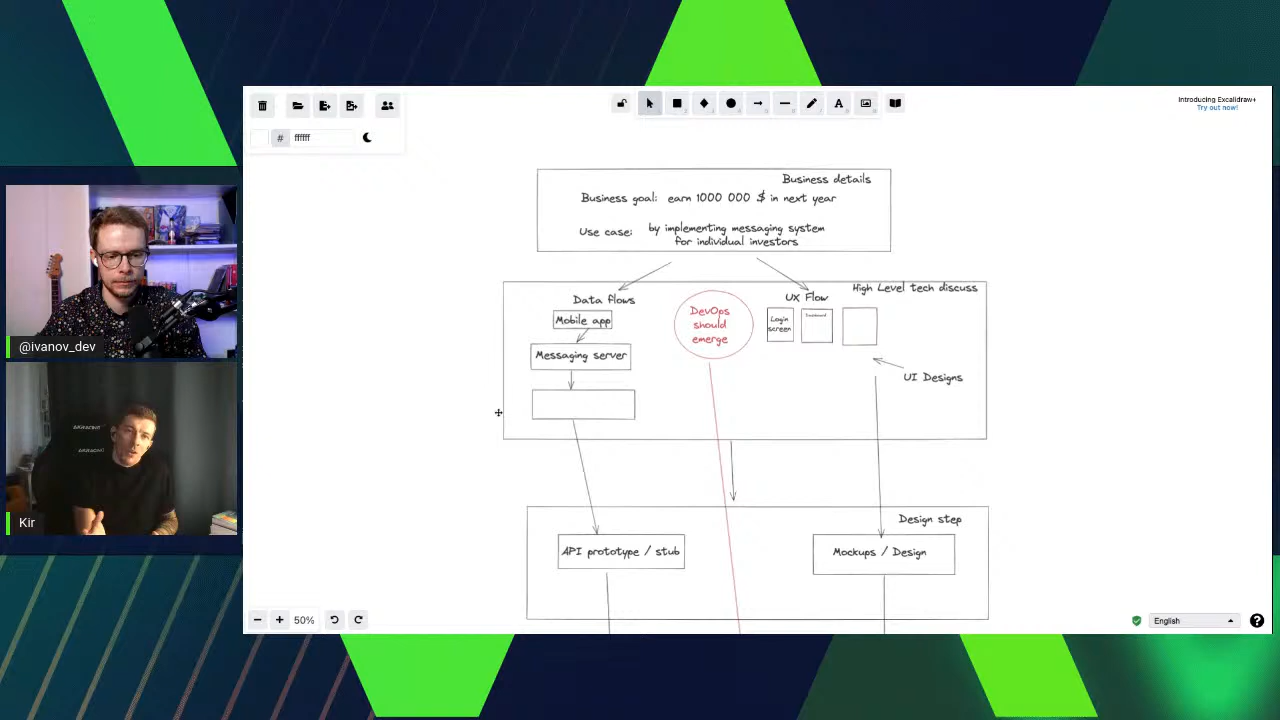 Introducing Excalidraw+
Try out now!
# ffffff
Business details
Business goal: earn 1000 000 $ in next year
Use case: by implementing messaging system
for individual investors
High Level tech discuss
Data flows
Mobile app
Messaging server
DevOps
should
emerge
UX Flow
Login
screen
Dashboard
UI Designs
Design step
API prototype / stub
Mockups / Design
50%
English
?
@ivanov_dev
Kir